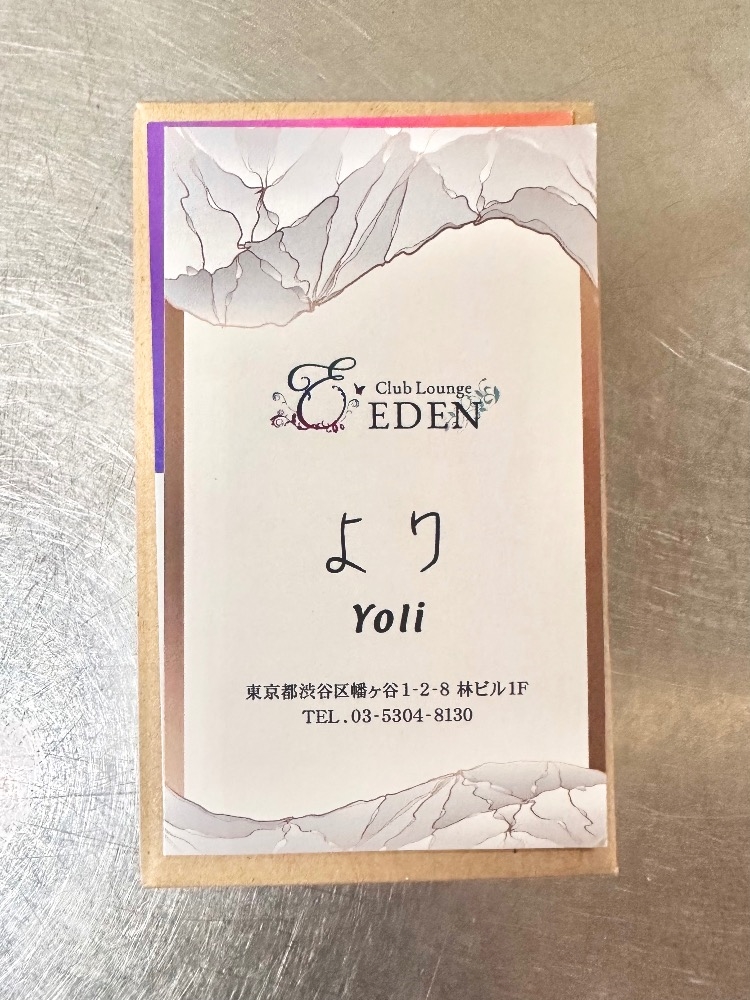 Club Lounge
EDEN
より
Yoli
東京都渋谷区幡ヶ谷1-2-8 林ビル1F
TEL.03-5304-8130